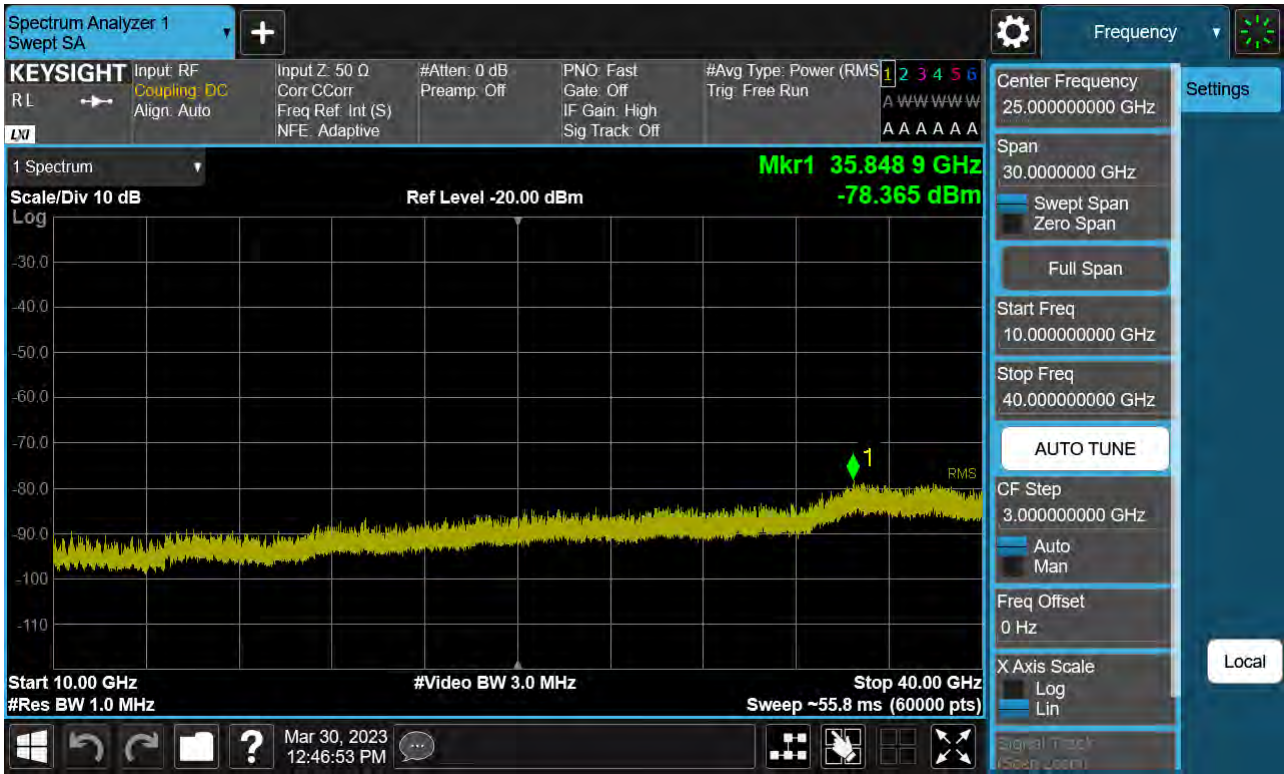 Spectrum Analyzer 1
Swept SA
Frequency
KEYSIGHT
RL
LXI
Input: RF
Coupling: DC
Align: Auto
Input Z: 50 Ω
Corr CCorr
Freq Ref: Int (S)
NFE: Adaptive
#Atten: 0 dB
Preamp: Off
PNO: Fast
Gate: Off
IF Gain: High
Sig Track: Off
#Avg Type: Power (RMS
Trig: Free Run
1 2 3 4 5 6
A W W W W W
A A A A A A
1 Spectrum
Mkr1 35.848 9 GHz
Scale/Div 10 dB
Ref Level -20.00 dBm
-78.365 dBm
Log
-30.0
-40.0
-50.0
-60.0
-70.0
1
RMS
-80.0
-90.0
-100
-110
Start 10.00 GHz
#Video BW 3.0 MHz
Stop 40.00 GHz
#Res BW 1.0 MHz
Sweep ~55.8 ms (60000 pts)
Mar 30, 2023
12:46:53 PM
Center Frequency
25.000000000 GHz
Settings
Span
30.0000000 GHz
Swept Span
Zero Span
Full Span
Start Freq
10.000000000 GHz
Stop Freq
40.000000000 GHz
AUTO TUNE
CF Step
3.000000000 GHz
Auto
Man
Freq Offset
0 Hz
X Axis Scale
Log
Lin
Local
Signal Track
(Span Zoom)